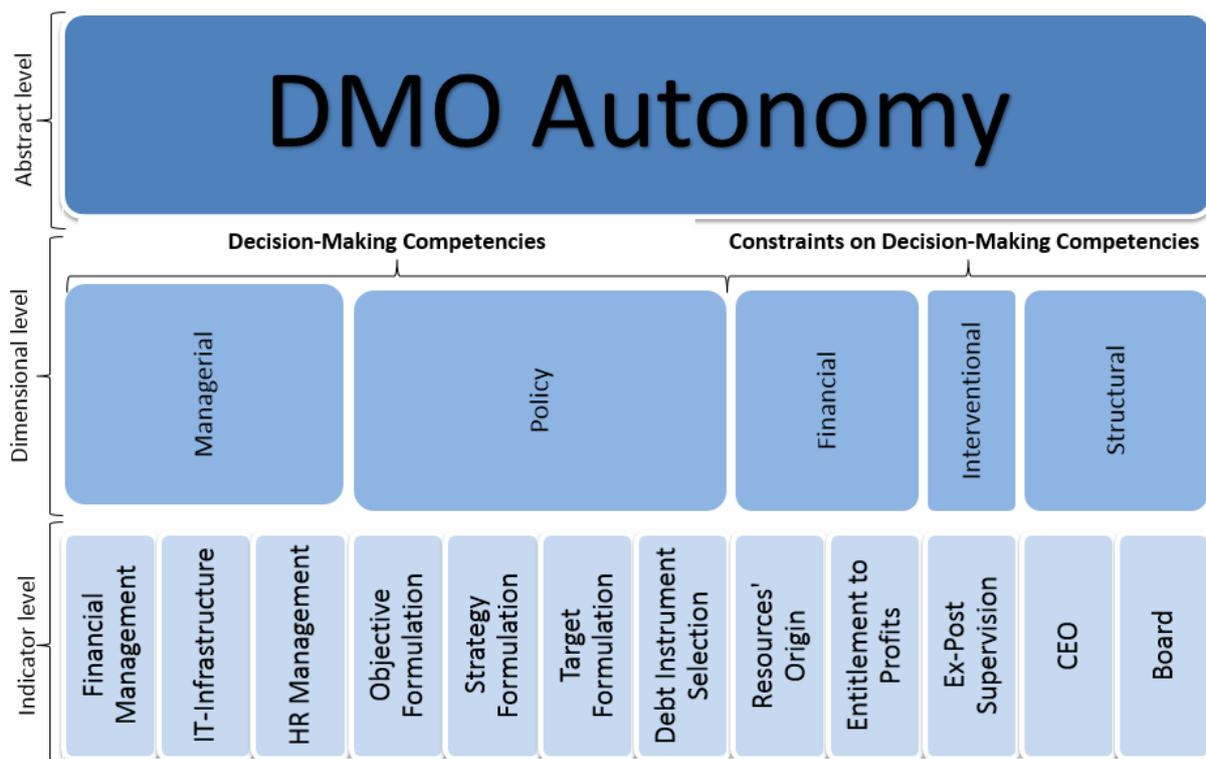 Abstract level
DMO Autonomy
Dimensional level
Decision-Making Competencies
Constraints on Decision-Making Competencies
Managerial
Policy
Financial
Interventional
Structural
Indicator level
Financial
Management
IT-Infrastructure
HR Management
Objective
Formulation
Strategy
Formulation
Target
Formulation
Debt Instrument
Selection
Resources'
Origin
Entitlement to
Profits
Ex-Post
Supervision
CEO
Board